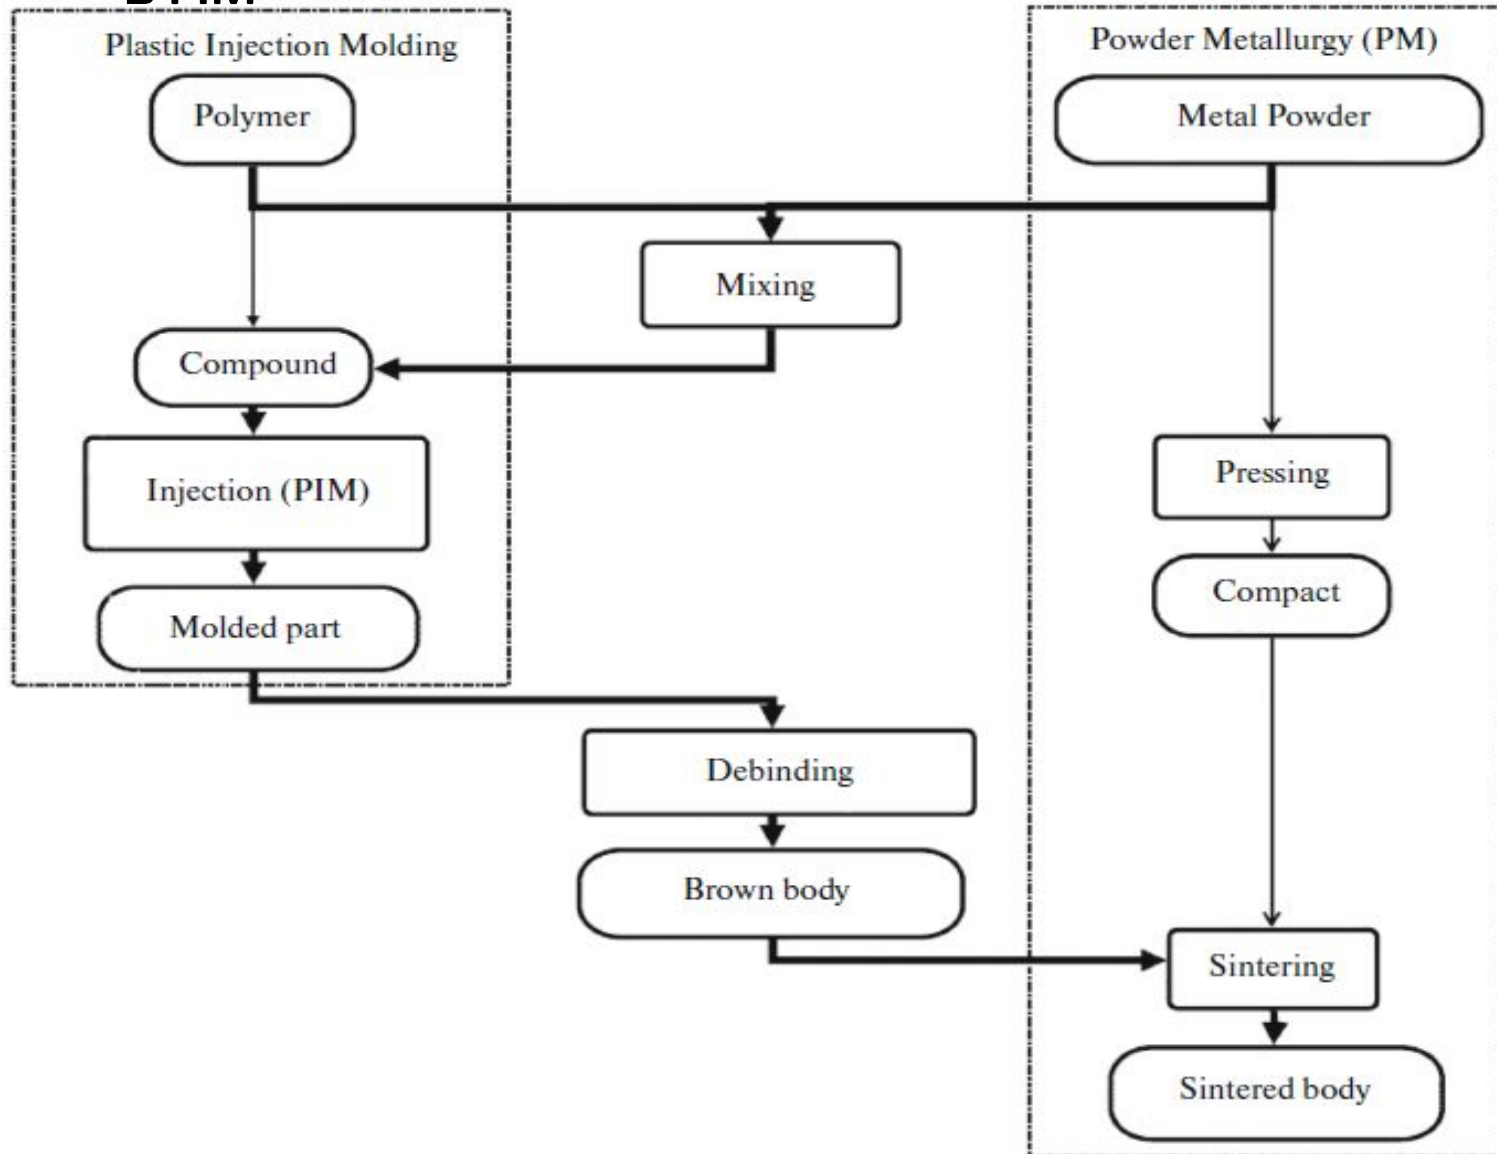 Plastic Injection Molding
Powder Metallurgy (PM)
Polymer
Metal Powder
Mixing
Compound
Injection (PIM)
Pressing
Compact
Molded part
Debinding
Brown body
Sintering
Sintered body